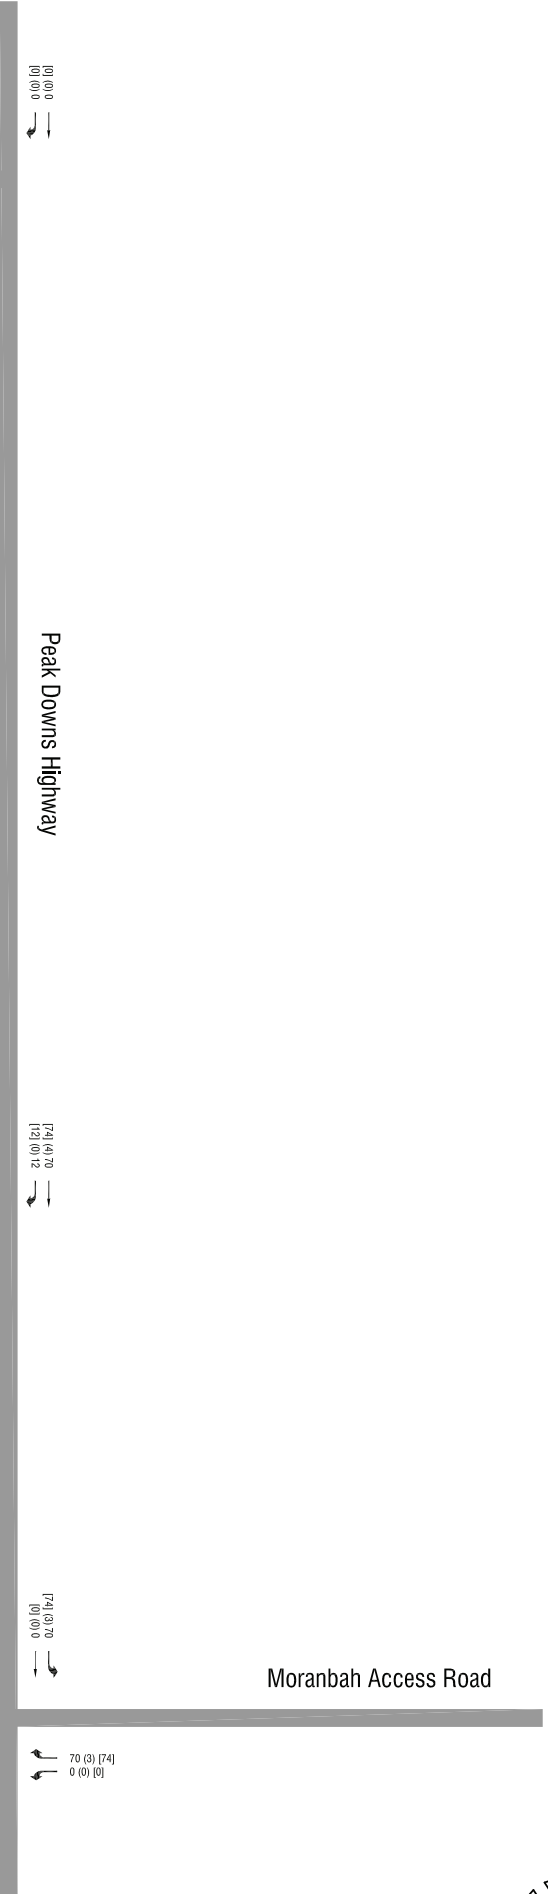 [0] (0) 0
[0] (0) 0
Peak Downs Highway
[74] (4) 70
[12] (0) 12
[74] (3) 70
[0] (0) 0
Moranbah Access Road
70 (3) [74]
0 (0) [0]